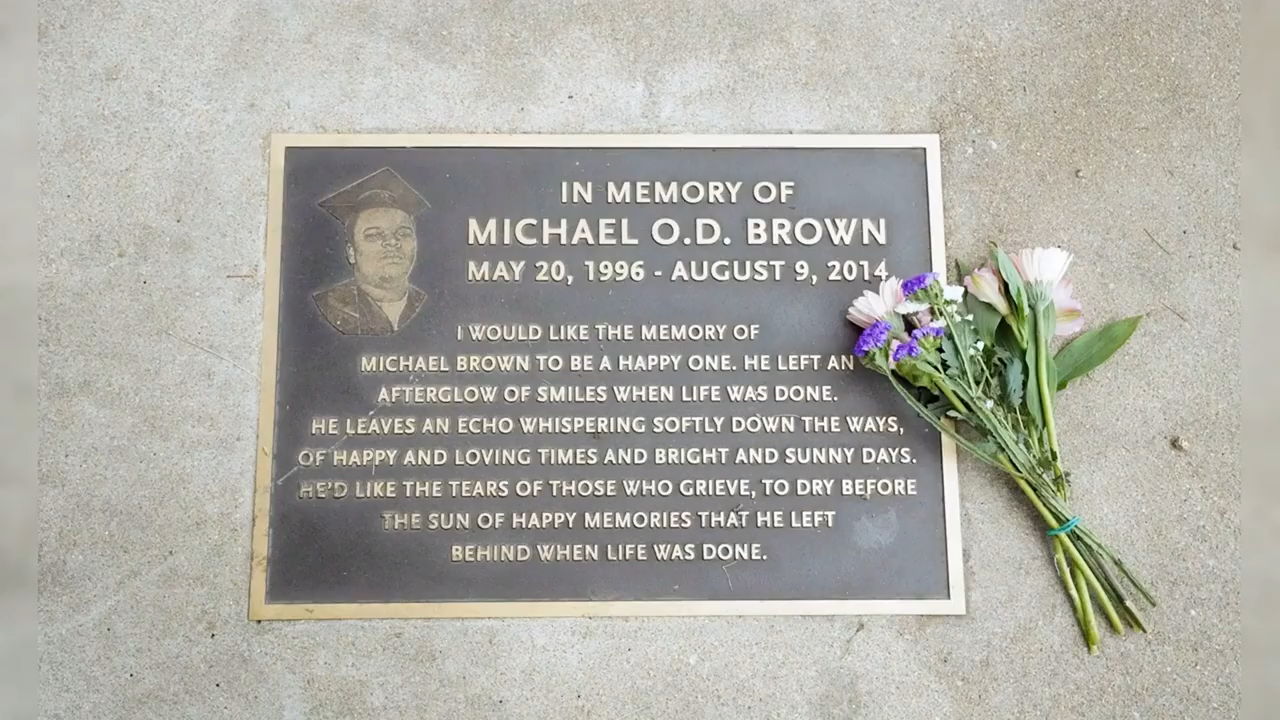 IN MEMORY OF
MICHAEL O.D. BROWN
MAY 20, 1996 - AUGUST 9, 2014
I WOULD LIKE THE MEMORY OF
MICHAEL BROWN TO BE A HAPPY ONE. HE LEFT AN
AFTERGLOW OF SMILES WHEN LIFE WAS DONE.
HE LEAVES AN ECHO WHISPERING SOFTLY DOWN THE WAYS,
OF HAPPY AND LOVING TIMES AND BRIGHT AND SUNNY DAYS.
HE'D LIKE THE TEARS OF THOSE WHO GRIEVE, TO DRY BEFORE
THE SUN OF HAPPY MEMORIES THAT HE LEFT
BEHIND WHEN LIFE WAS DONE.